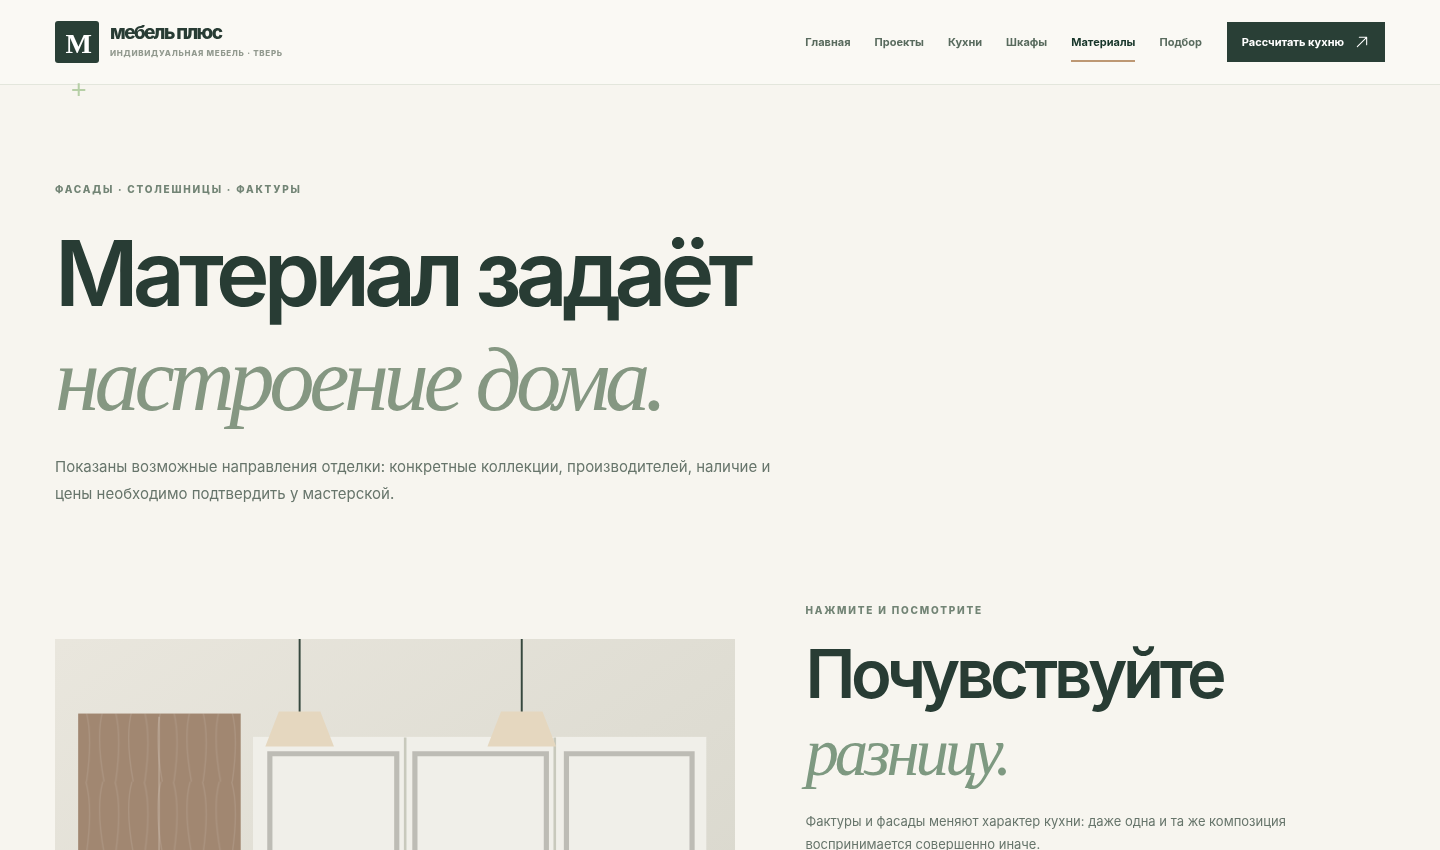 М
мебель плюс
ИНДИВИДУАЛЬНАЯ МЕБЕЛЬ · ТВЕРЬ
Главная
Проекты
Кухни
Шкафы
Материалы
Подбор
Рассчитать кухню
ФАСАДЫ · СТОЛЕШНИЦЫ · ФАКТУРЫ
Материал задаёт
настроение дома.
Показаны возможные направления отделки: конкретные коллекции, производителей, наличие и
цены необходимо подтвердить у мастерской.
НАЖМИТЕ И ПОСМОТРИТЕ
Почувствуйте
разницу.
Фактуры и фасады меняют характер кухни: даже одна и та же композиция
воспринимается совершенно иначе.